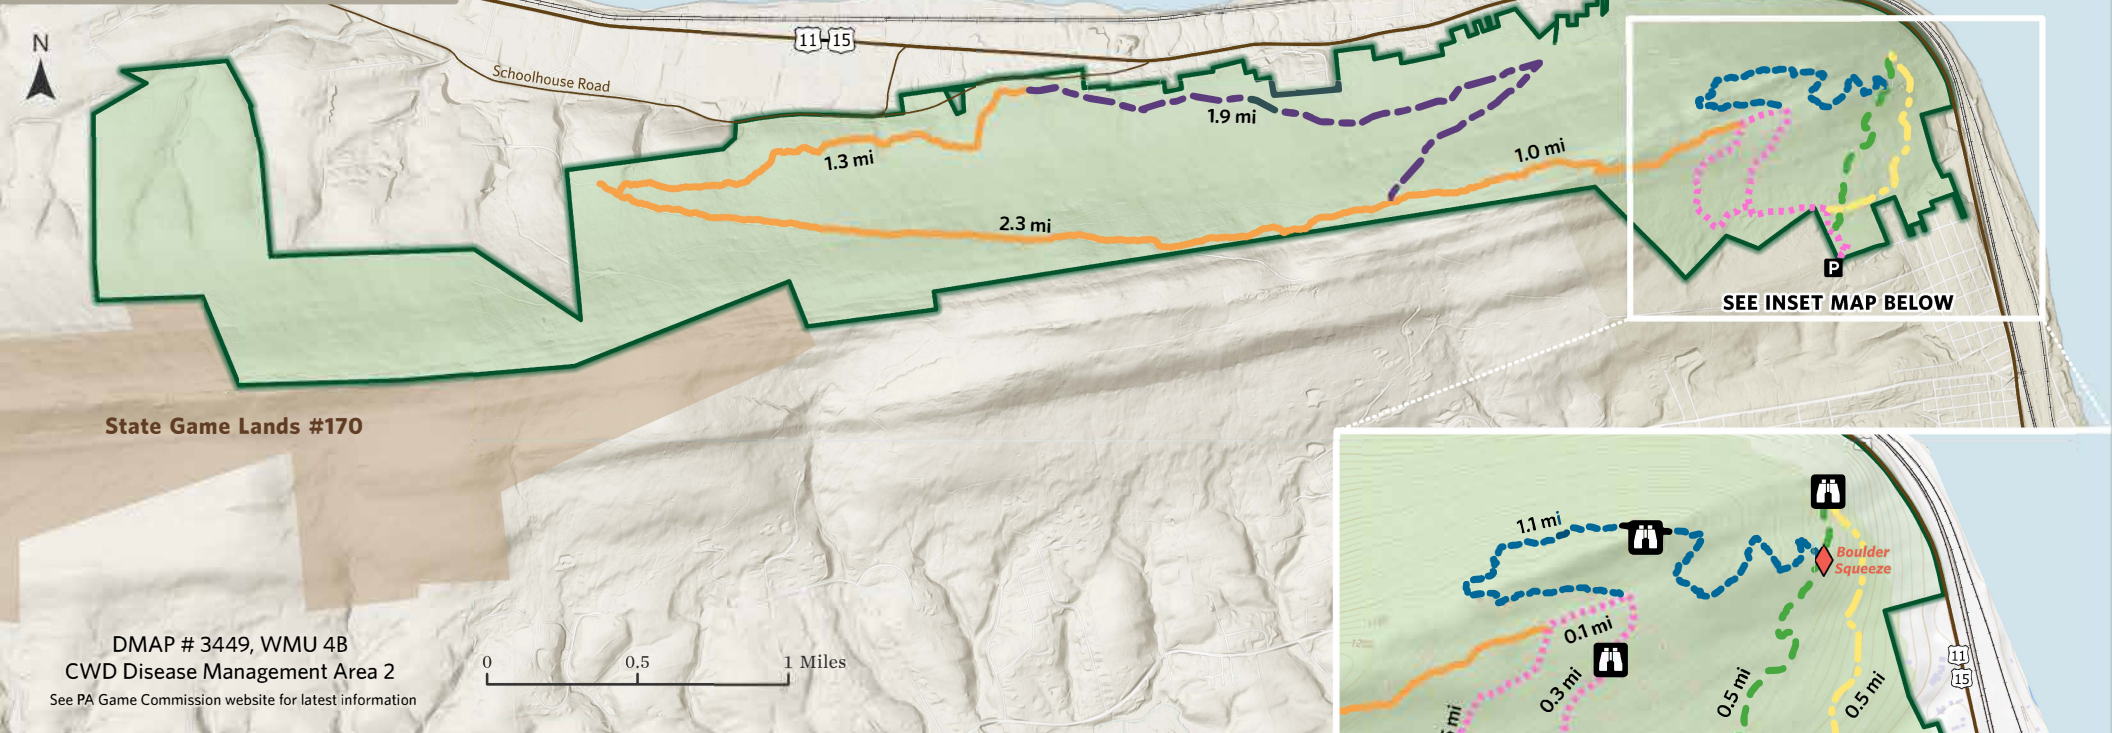 N
11 15
Schoolhouse Road
1.9 mi
1.3 mi
1.0 mi
2.3 mi
P
SEE INSET MAP BELOW
State Game Lands #170
1.1 mi
Boulder
Squeeze
0.1 mi
0.3 mi
0.5 mi
0.5 mi
mi
11
15
DMAP # 3449, WMU 4B
CWD Disease Management Area 2
See PA Game Commission website for latest information
0 0.5 1 Miles